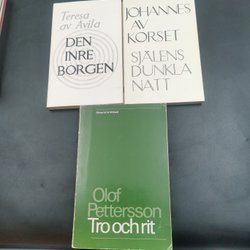 Teresa
av Avila
DEN
INRE
BORGEN
JOHANNES
AV
KORSET
SJÄLENS
DUNKLA
NATT
Olof
Pettersson
Tro och rit